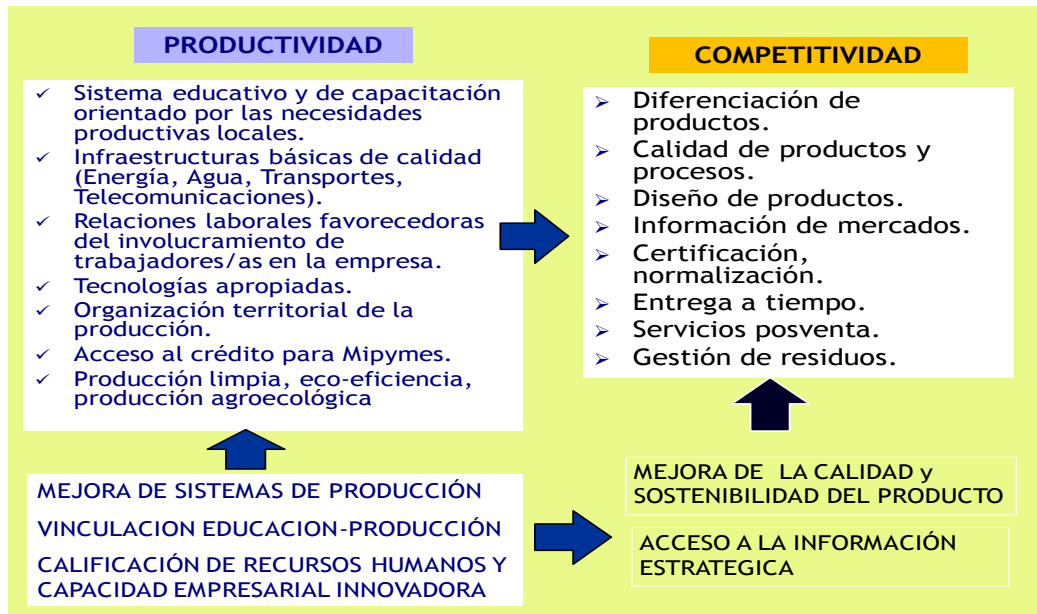 PRODUCTIVIDAD
✓ Sistema educativo y de capacitación
orientado por las necesidades
productivas locales.
✓ Infraestructuras básicas de calidad
(Energía, Agua, Transportes,
Telecomunicaciones).
✓ Relaciones laborales favorecedoras
del involucramiento de
trabajadores/as en la empresa.
✓ Tecnologías apropiadas.
✓ Organización territorial de la
producción.
✓ Acceso al crédito para Mipymes.
✓ Producción limpia, eco-eficiencia,
producción agroecológica
COMPETITIVIDAD
➢ Diferenciación de
productos.
➢ Calidad de productos y
procesos.
➢ Diseño de productos.
➢ Información de mercados.
➢ Certificación,
normalización.
➢ Entrega a tiempo.
➢ Servicios posventa.
➢ Gestión de residuos.
MEJORA DE SISTEMAS DE PRODUCCIÓN
VINCULACION EDUCACION-PRODUCCIÓN
CALIFICACIÓN DE RECURSOS HUMANOS Y
CAPACIDAD EMPRESARIAL INNOVADORA
MEJORA DE LA CALIDAD y
SOSTENIBILIDAD DEL PRODUCTO
ACCESO A LA INFORMACIÓN
ESTRATEGICA